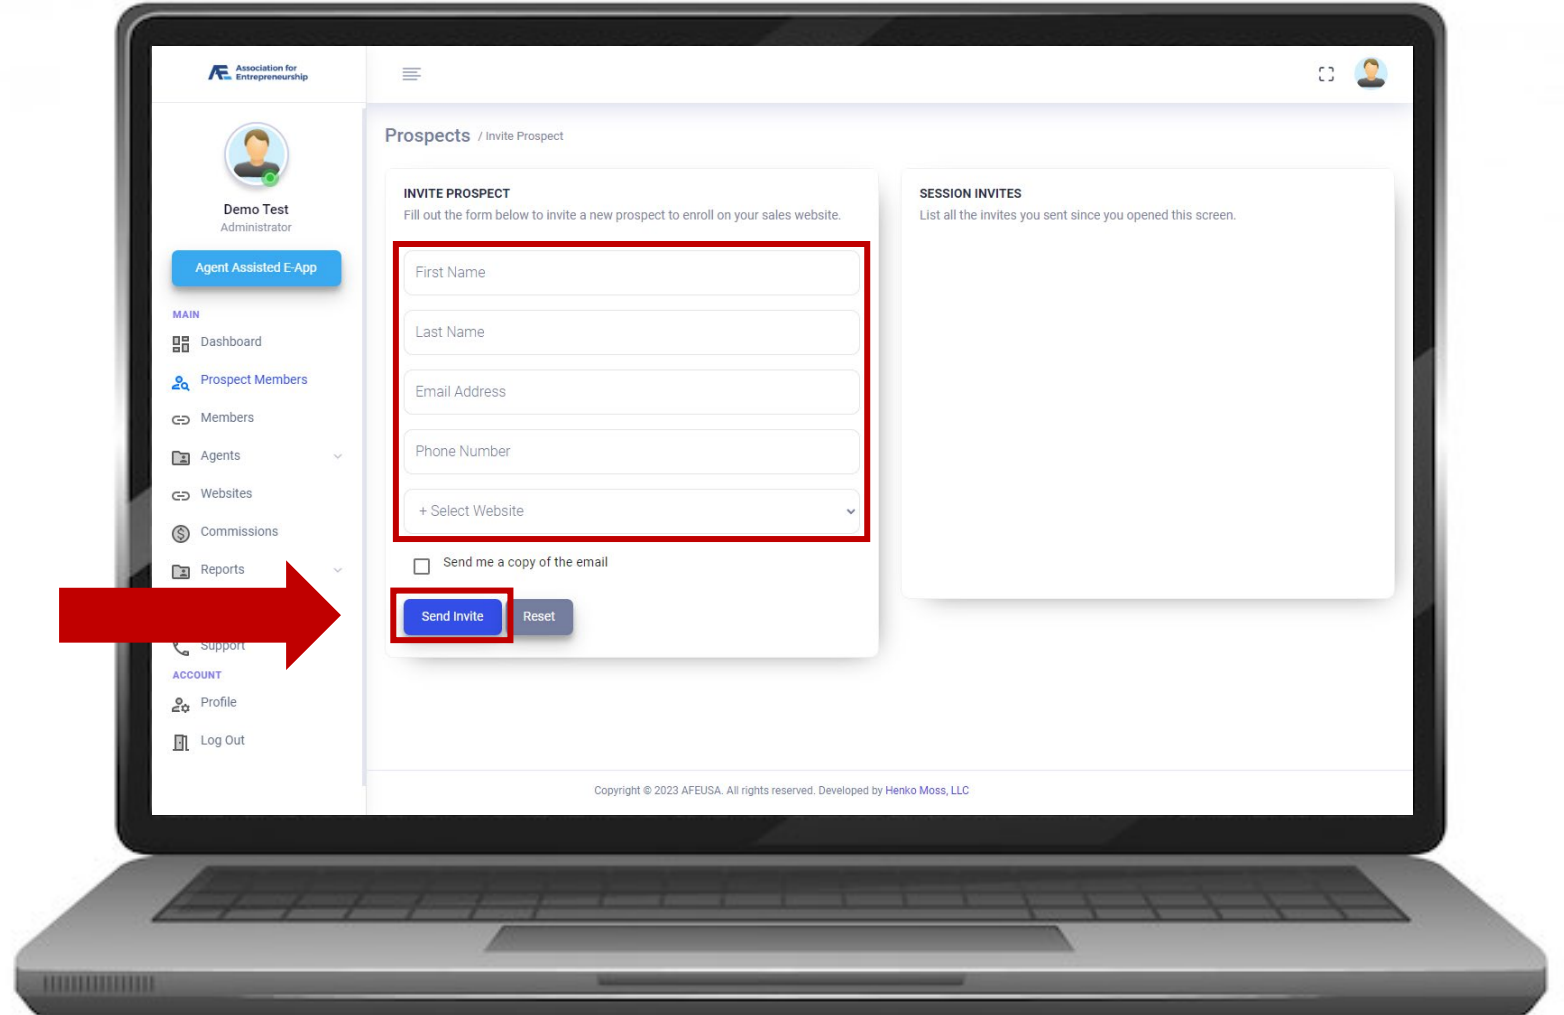 Association for
Entrepreneurship
Demo Test
Administrator
Agent Assisted E-App
MAIN
Dashboard
Prospect Members
Members
Agents
Websites
Commissions
Reports
Support
ACCOUNT
Profile
Log Out
Prospects / Invite Prospect
INVITE PROSPECT
Fill out the form below to invite a new prospect to enroll on your sales website.
First Name
Last Name
Email Address
Phone Number
+ Select Website
Send me a copy of the email
Send Invite
Reset
SESSION INVITES
List all the invites you sent since you opened this screen.
Copyright © 2023 AFEUSA. All rights reserved. Developed by Henko Moss, LLC